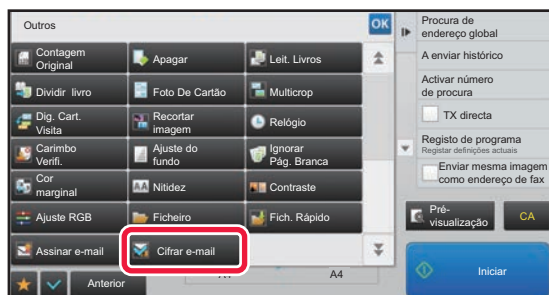 Outros
OK
Contagem
Original
Apagar
Leit. Livros
Dividir livro
Foto De Cartão
Multicrop
Dig. Cart.
Visita
Recortar
imagem
Relógio
Carimbo
Verifi.
Ajuste do
fundo
Ignorar
Pág. Branca
Cor
marginal
AA Nitidez
Contraste
Ajuste RGB
Ficheiro
Fich. Rápido
Assinar e-mail
Cifrar e-mail
Anterior
A4
Procura de
endereço global
A enviar histórico
Activar número
de procura
TX directa
Registo de programa
Registar definições actuais
Enviar mesma imagem
como endereço de fax
Pré-
visualização
CA
Iniciar